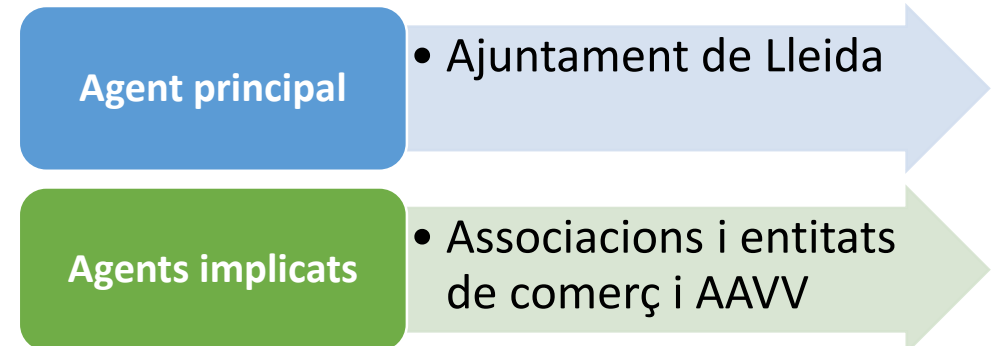 Agent principal
• Ajuntament de Lleida
Agents implicats
• Associacions i entitats
de comerç i AAVV